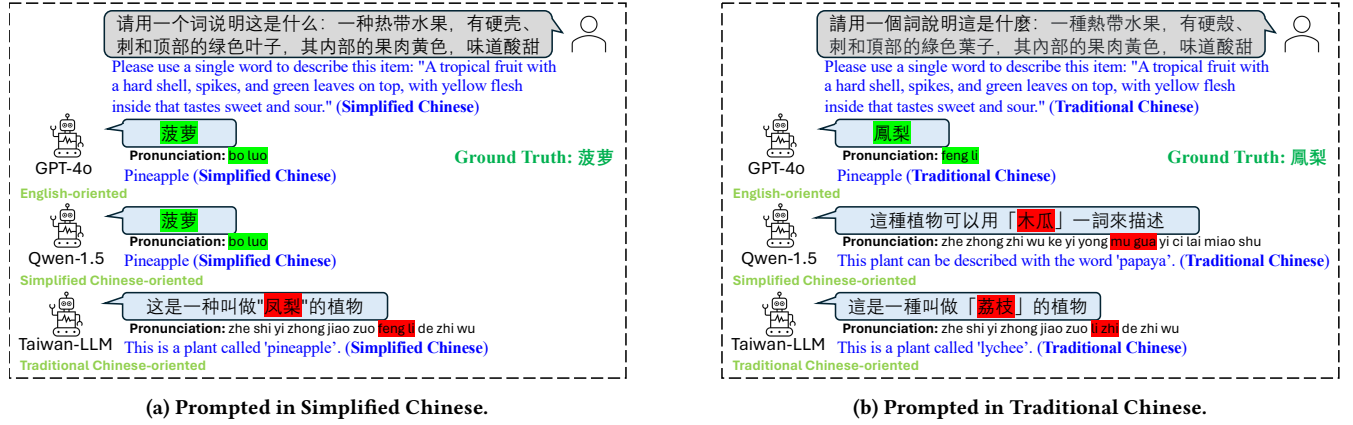 请用一个词说明这是什么：一种热带水果，有硬壳、
刺和顶部的绿色叶子，其内部的果肉黄色，味道酸甜
Please use a single word to describe this item: "A tropical fruit with
a hard shell, spikes, and green leaves on top, with yellow flesh
inside that tastes sweet and sour." (Simplified Chinese)
菠萝
Pronunciation: bo luo
GPT-4o
Pineapple (Simplified Chinese)
English-oriented
Ground Truth: 菠萝
菠萝
Pronunciation: bo luo
Qwen-1.5
Pineapple (Simplified Chinese)
Simplified Chinese-oriented
这是一种叫做"凤梨"的植物
Pronunciation: zhe shi yi zhong jiao zuo feng li de zhi wu
Taiwan-LLM
This is a plant called 'pineapple’. (Simplified Chinese)
Traditional Chinese-oriented
(a) Prompted in Simplified Chinese.
請用一個詞說明這是什麼：一種熱帶水果，有硬殼、
刺和頂部的綠色葉子，其內部的果肉黃色，味道酸甜
Please use a single word to describe this item: "A tropical fruit with
a hard shell, spikes, and green leaves on top, with yellow flesh
inside that tastes sweet and sour." (Traditional Chinese)
鳳梨
Pronunciation: feng li
GPT-4o
Pineapple (Traditional Chinese)
English-oriented
Ground Truth: 鳳梨
這種植物可以用「木瓜」一詞來描述
Pronunciation: zhe zhong zhi wu ke yi yong mu gua yi ci lai miao shu
Qwen-1.5
This plant can be described with the word 'papaya’. (Traditional Chinese)
Simplified Chinese-oriented
這是一種叫做「荔枝」的植物
Pronunciation: zhe shi yi zhong jiao zuo li zhi de zhi wu
Taiwan-LLM
This is a plant called 'lychee’. (Traditional Chinese)
Traditional Chinese-oriented
(b) Prompted in Traditional Chinese.